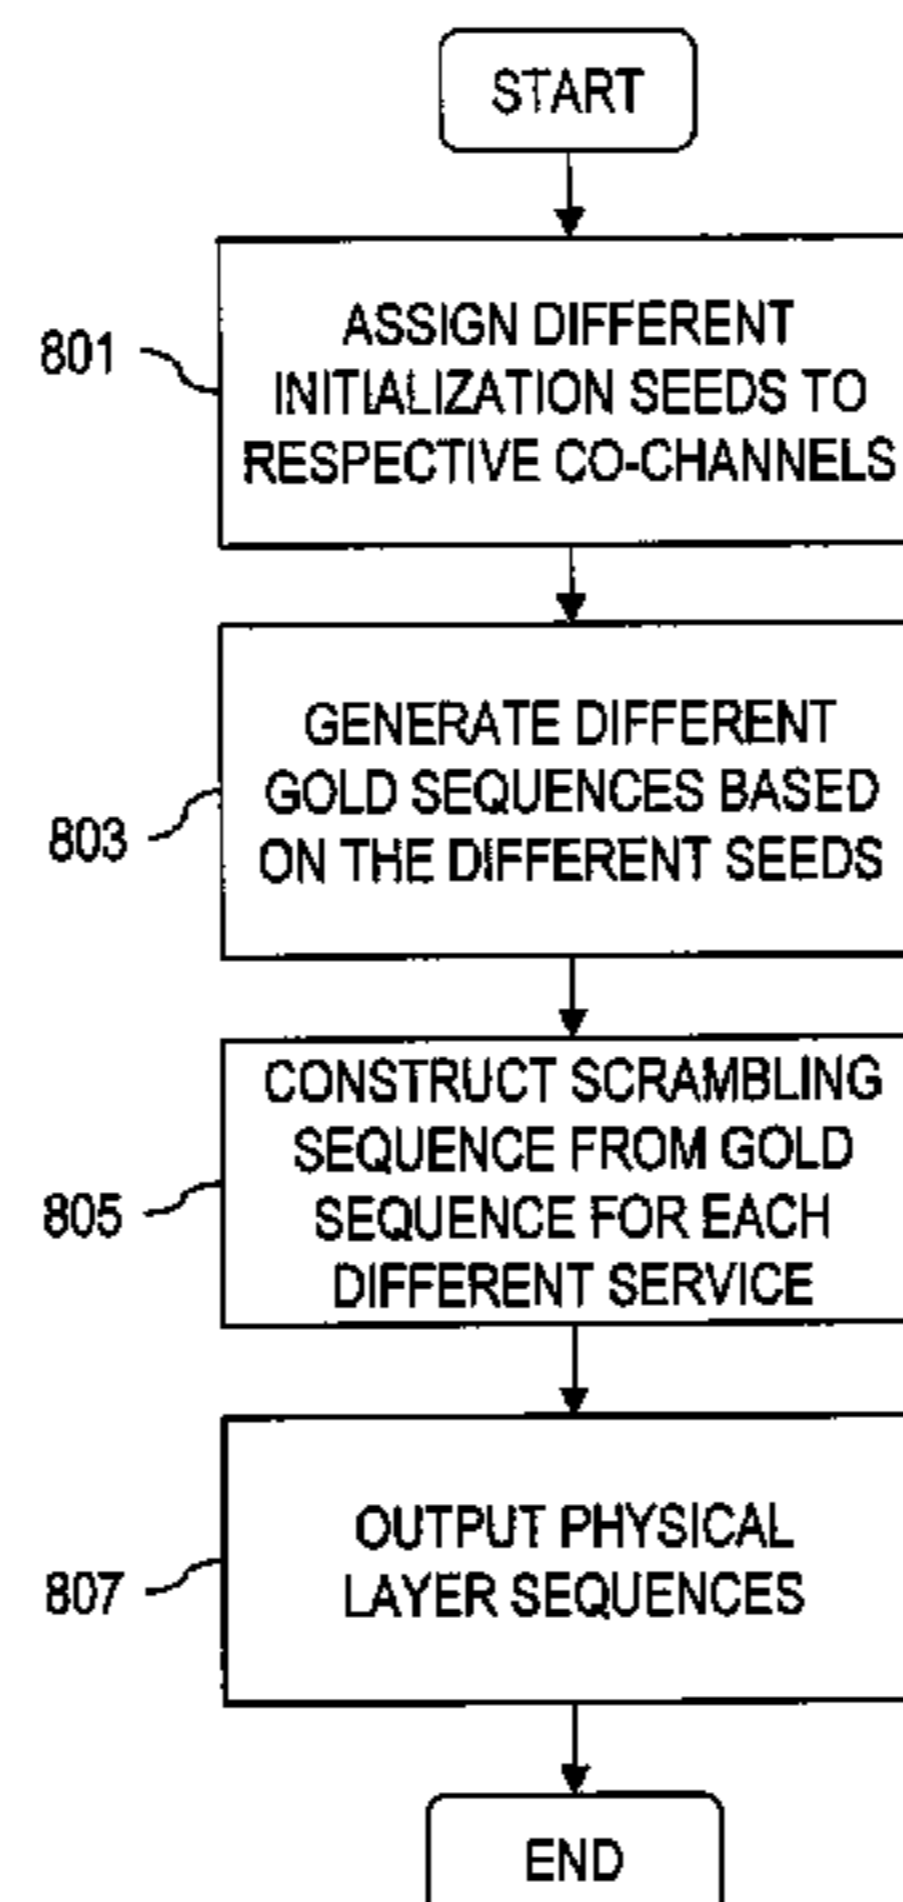 START
801
ASSIGN DIFFERENT
INITIALIZATION SEEDS TO
RESPECTIVE CO-CHANNELS
803
GENERATE DIFFERENT
GOLD SEQUENCES BASED
ON THE DIFFERENT SEEDS
805
CONSTRUCT SCRAMBLING
SEQUENCE FROM GOLD
SEQUENCE FOR EACH
DIFFERENT SERVICE
807
OUTPUT PHYSICAL
LAYER SEQUENCES
END